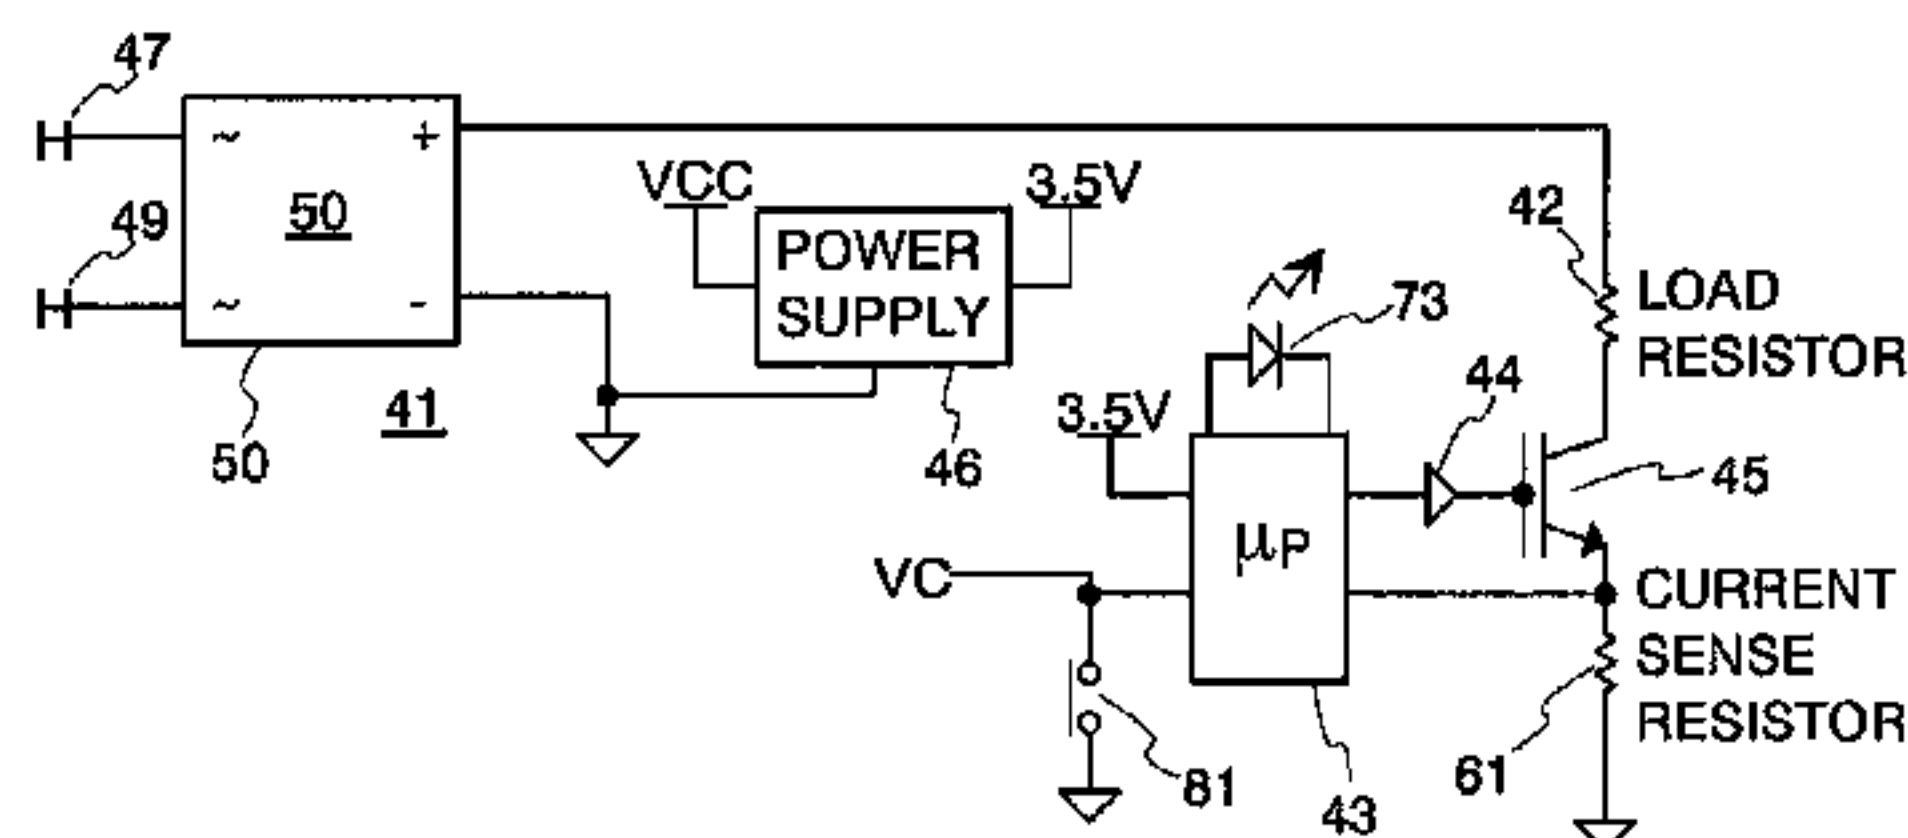 47
49
~ +
50
~ -
50
41
VCC
3.5V
POWER
SUPPLY
46
42
LOAD
RESISTOR
73
44
3.5V
45
µP
VC
CURRENT
SENSE
RESISTOR
81
43
61